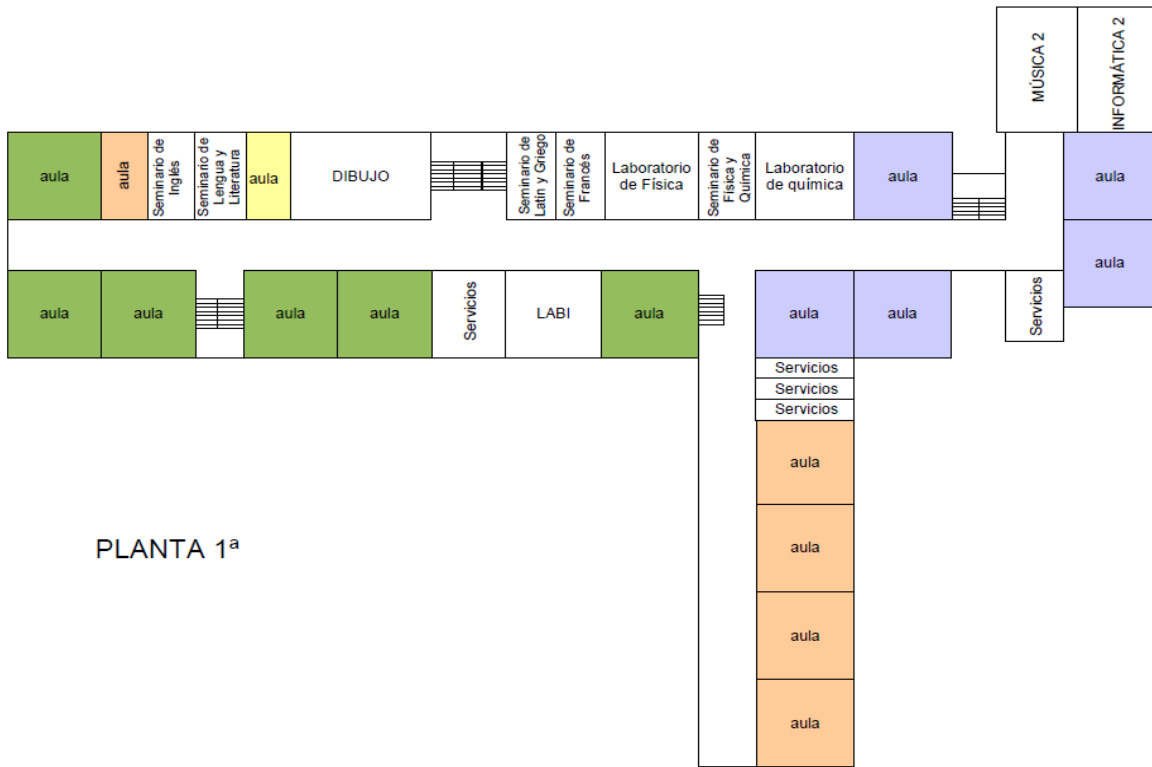 MÚSICA 2
INFORMÁTICA 2
aula
aula
Seminario de
Inglés
Seminario de
Lengua y
Literatura
aula
DIBUJO
Seminario de
Latín y Griego
Seminario de
Francés
Laboratorio
de Física
Seminario de
Física y
Química
Laboratorio
de química
aula
aula
aula
aula
aula
aula
aula
Servicios
LABI
aula
aula
aula
Servicios
Servicios
Servicios
Servicios
aula
aula
aula
aula
PLANTA 1ª